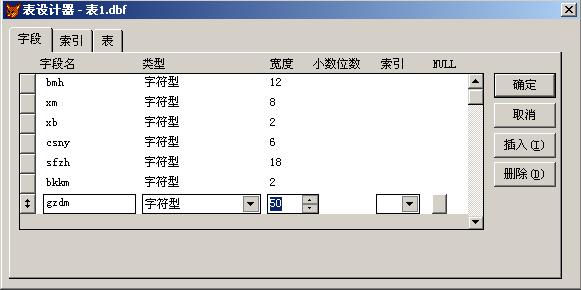 表设计器 - 表1.dbf
字段 索引 表
字段名 类型 宽度 小数位数 索引 NULL
bmh 字符型 12
xm 字符型 8
xb 字符型 2
csny 字符型 6
sfzh 字符型 18
bkkm 字符型 2
gzdm 字符型 50
确定
取消
插入(I)
删除(D)